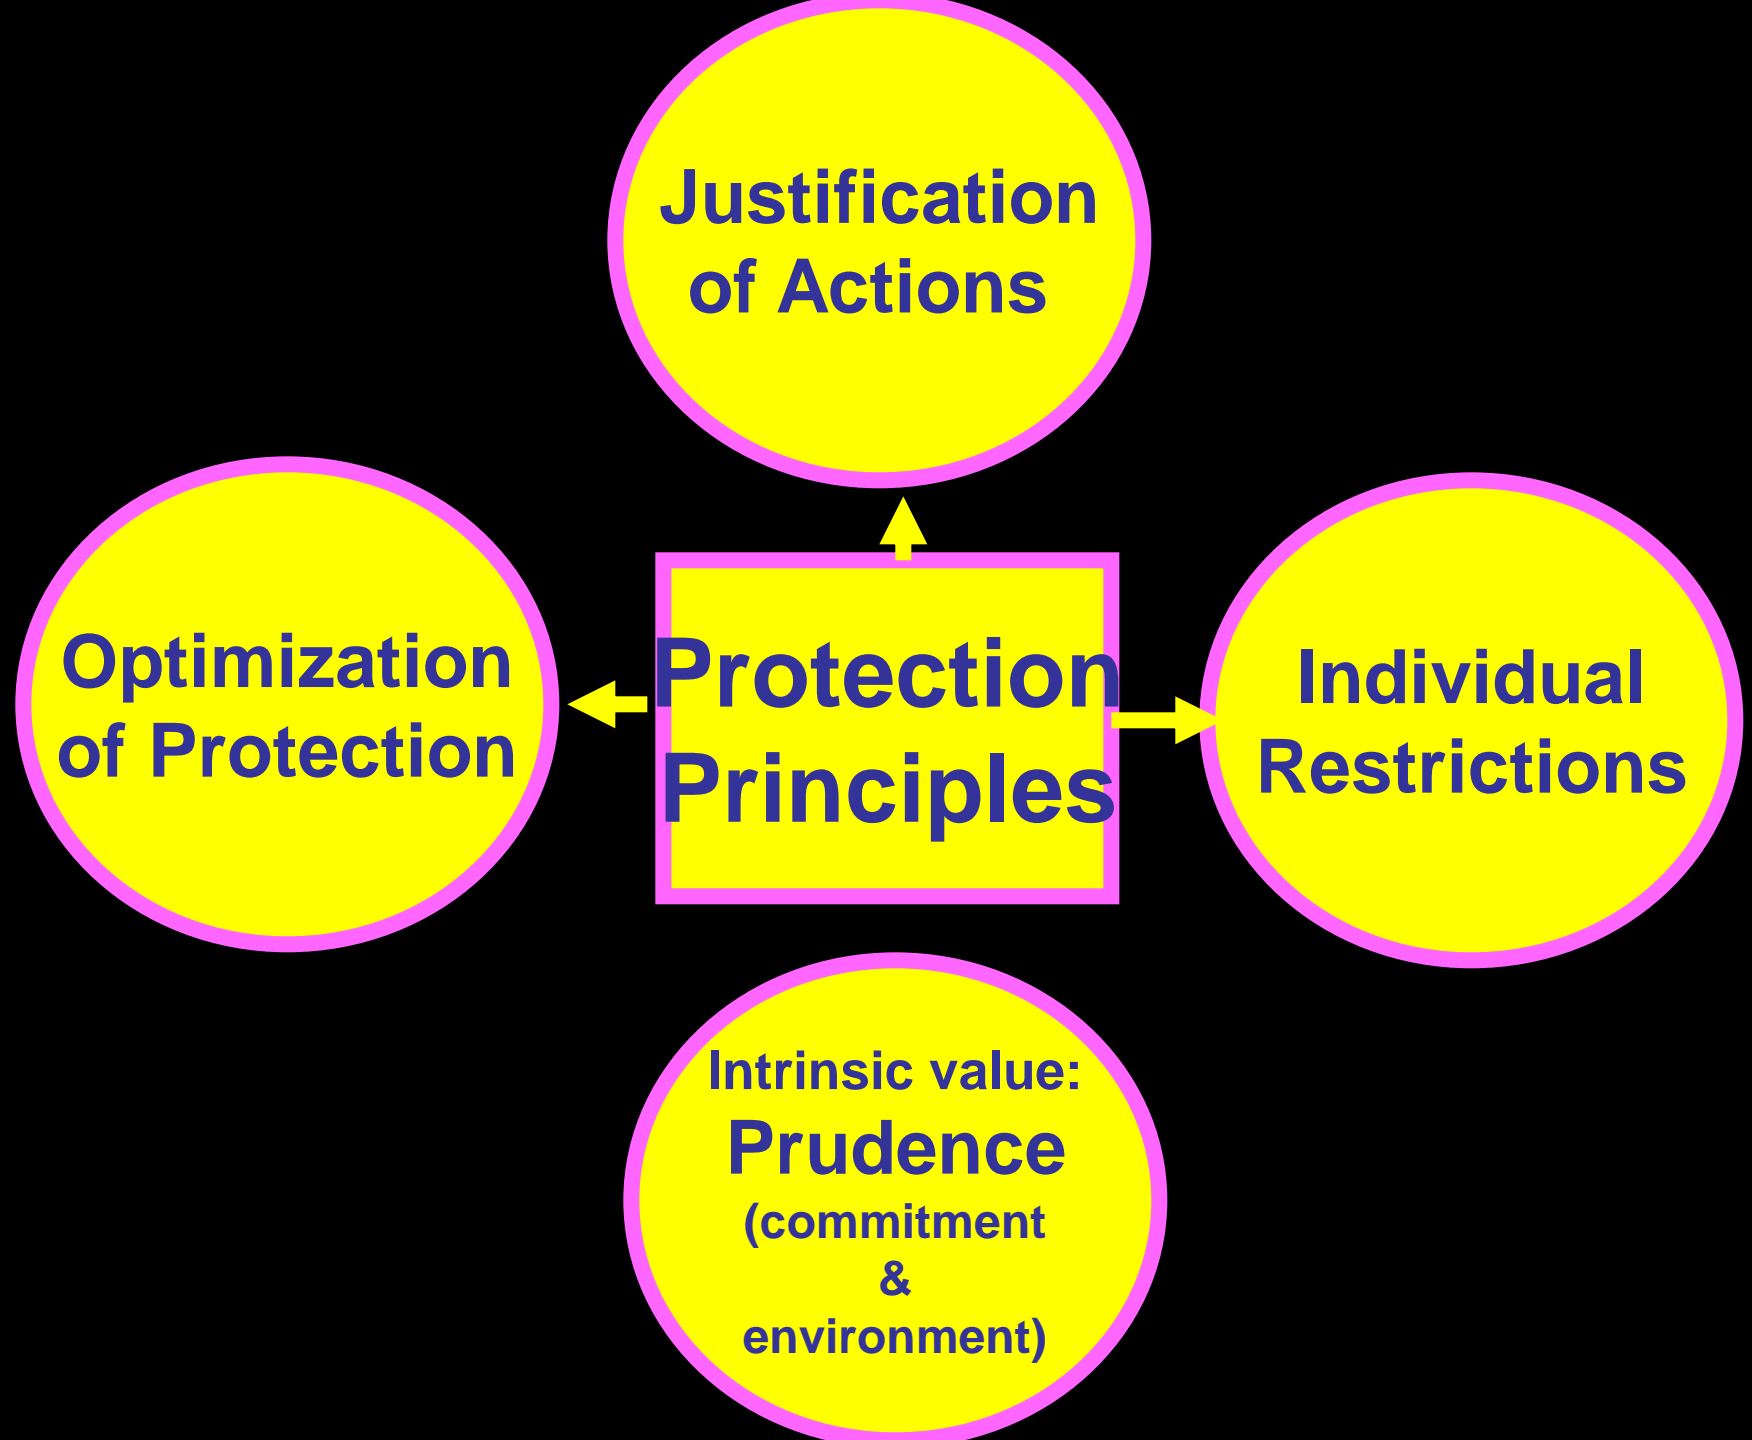 Justification
of Actions
Optimization
of Protection
Protection
Principles
Individual
Restrictions
Intrinsic value:
Prudence
(commitment
&
environment)